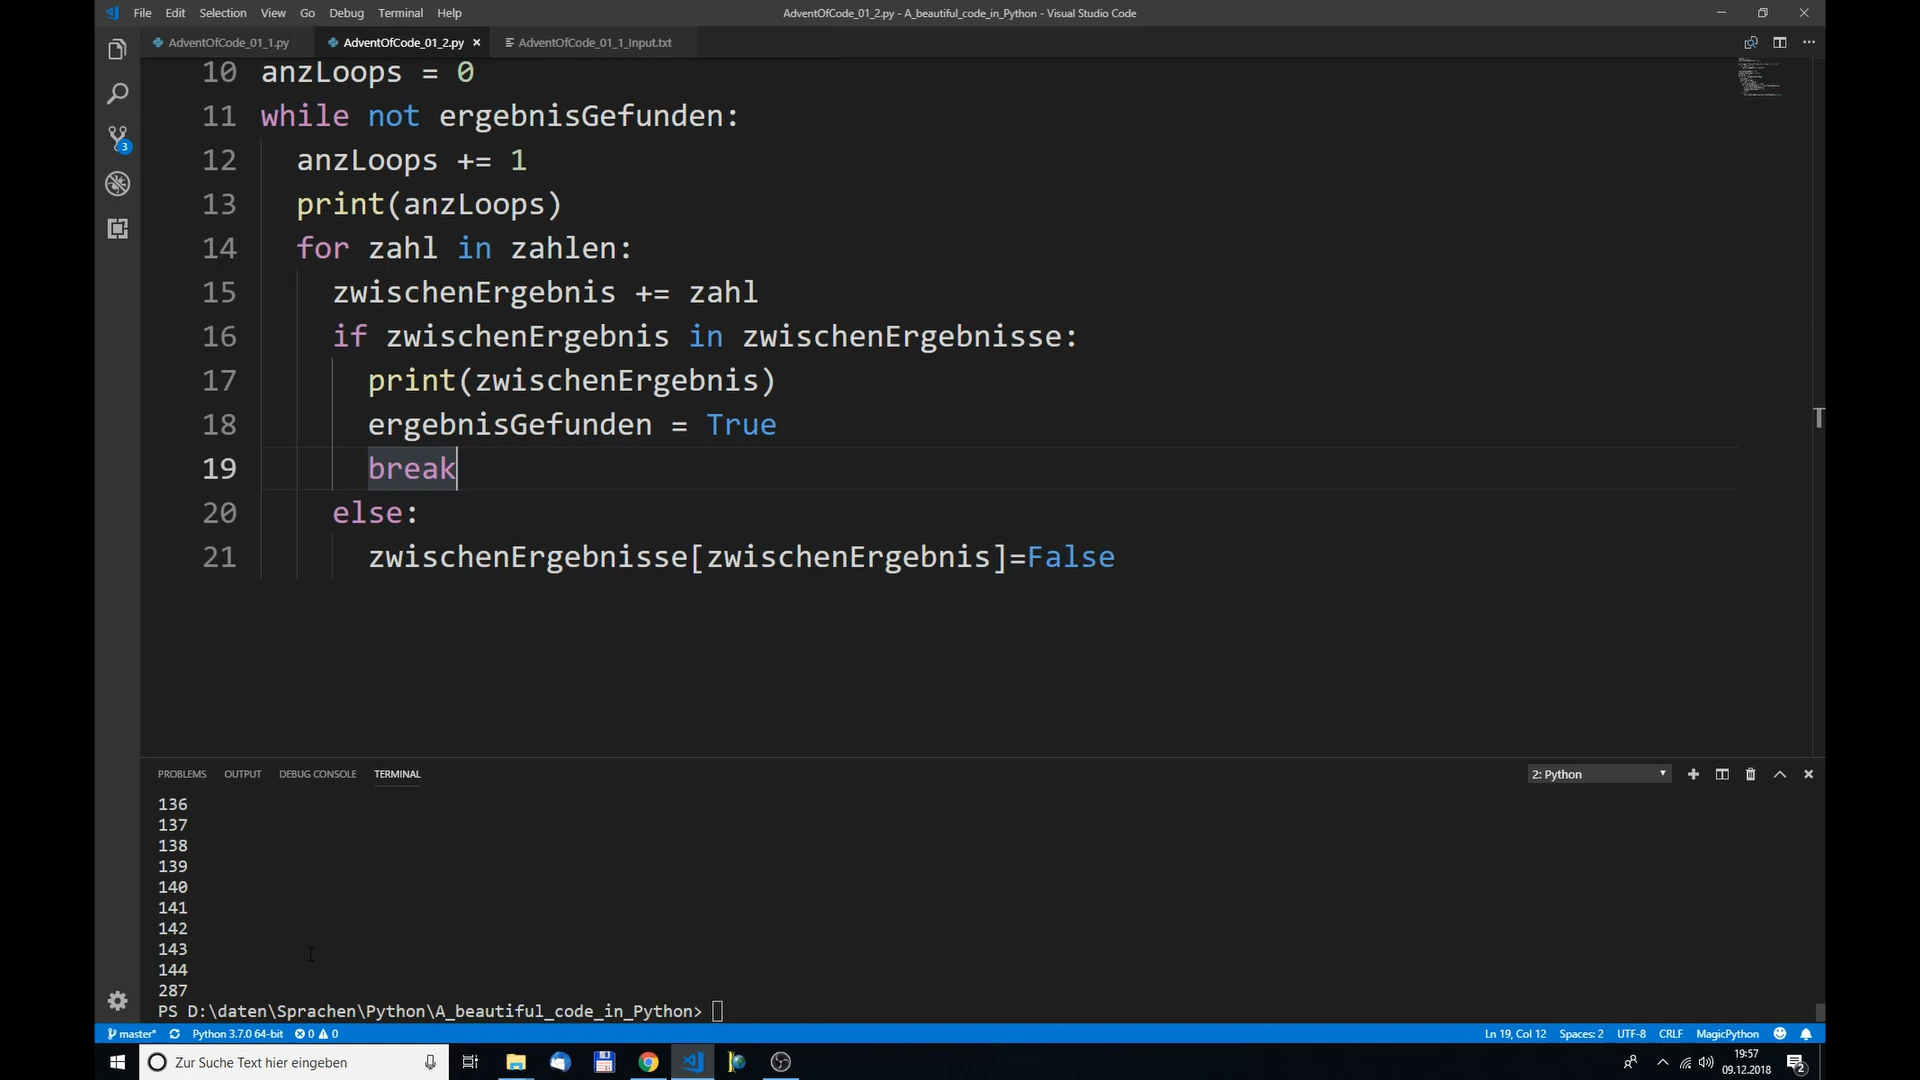 File Edit Selection View Go Debug Terminal Help
AdventOfCode_01_2.py - A_beautiful_code_in_Python - Visual Studio Code
AdventOfCode_01_1.py AdventOfCode_01_2.py AdventOfCode_01_1_Input.txt
10 anzLoops = 0
11 while not ergebnisGefunden:
12 anzLoops += 1
13 print(anzLoops)
14 for zahl in zahlen:
15 zwischenErgebnis += zahl
16 if zwischenErgebnis in zwischenErgebnisse:
17 print(zwischenErgebnis)
18 ergebnisGefunden = True
19 break
20 else:
21 zwischenErgebnisse[zwischenErgebnis]=False
3
PROBLEMS OUTPUT DEBUG CONSOLE TERMINAL 2: Python
136
137
138
139
140
141
142
143
144
287
PS D:\daten\Sprachen\Python\A_beautiful_code_in_Python>
master* Python 3.7.0 64-bit 0 0 Ln 19, Col 12 Spaces: 2 UTF-8 CRLF MagicPython
Zur Suche Text hier eingeben
19:57
09.12.2018
2